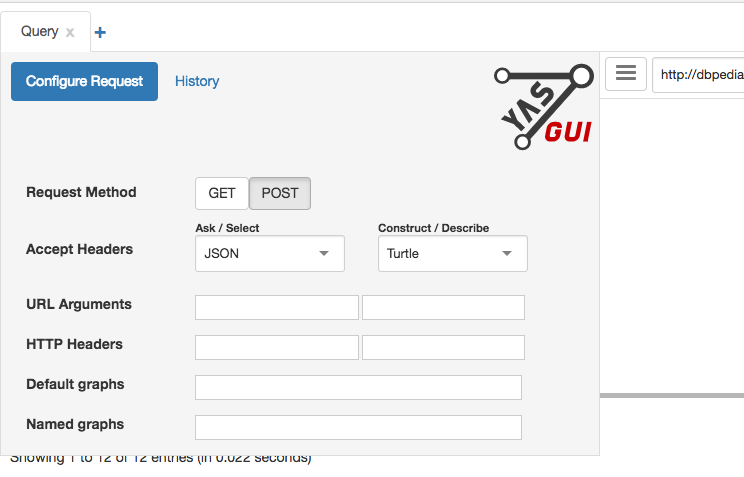 Query x +
Configure Request History
http://dbpedia
YAS
GUI
Request Method GET POST
Ask / Select Construct / Describe
Accept Headers JSON Turtle
URL Arguments
HTTP Headers
Default graphs
Named graphs
Showing 1 to 12 of 12 entries (in 0.022 seconds)